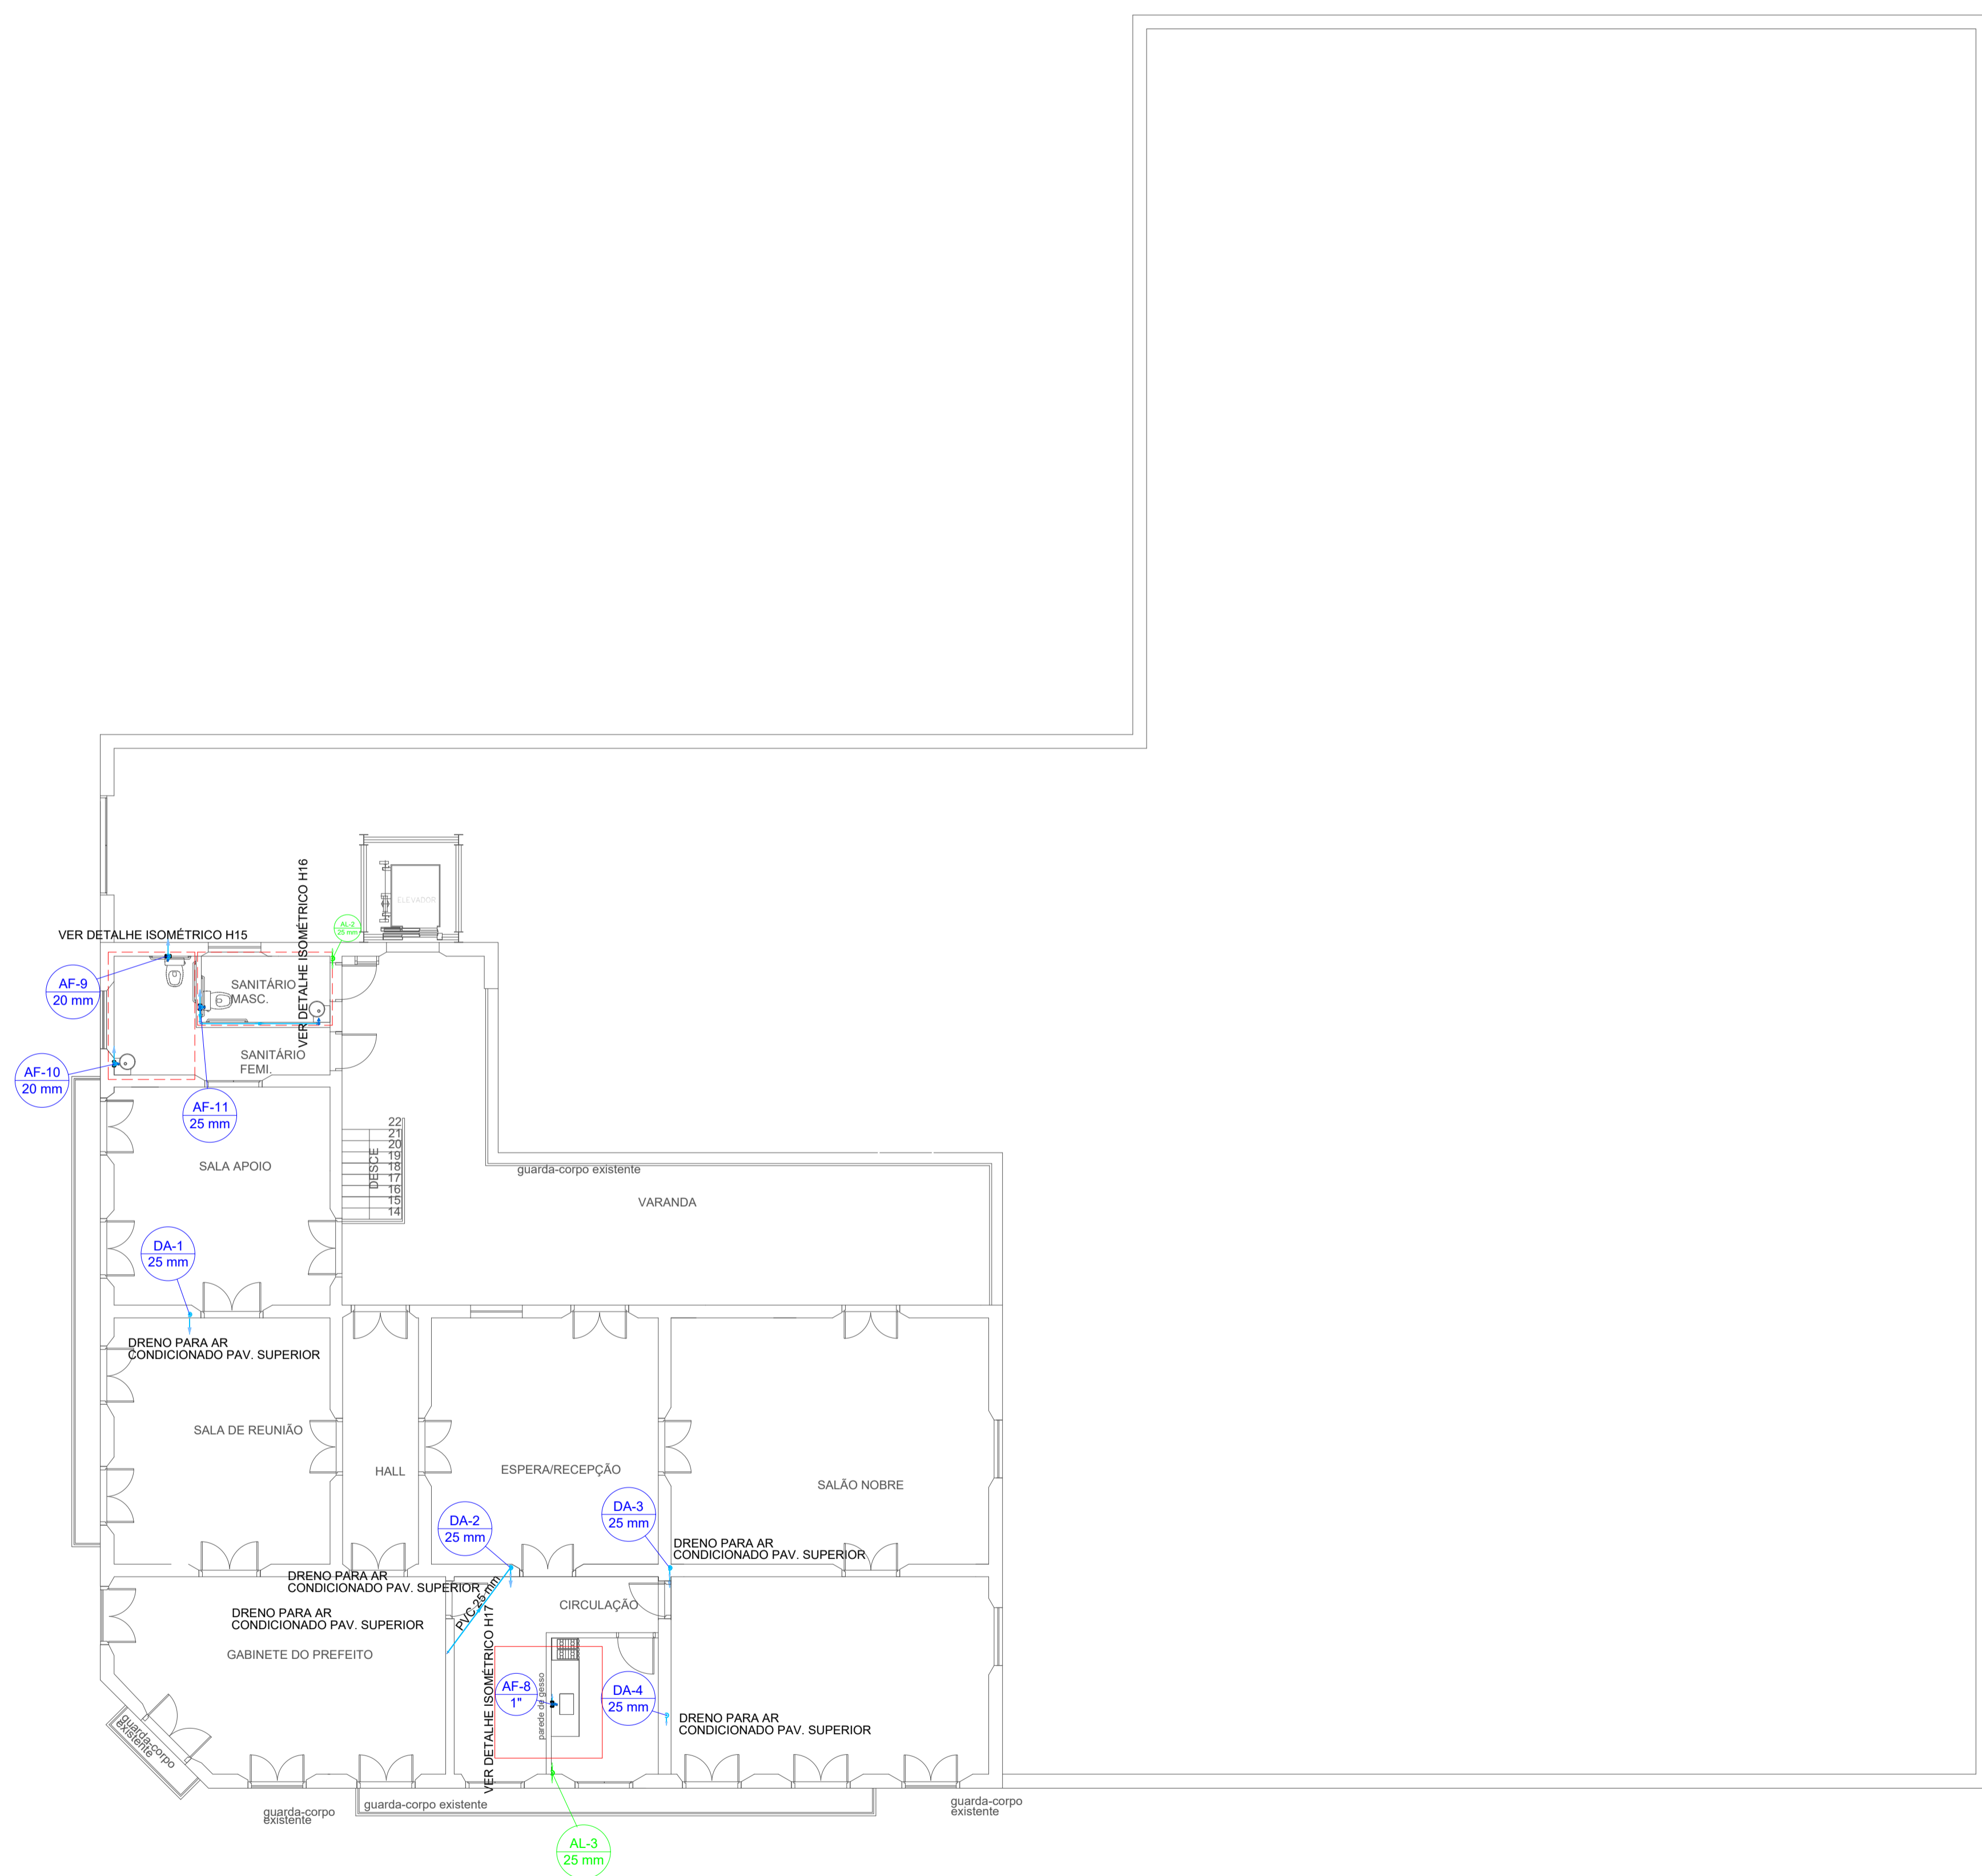 ELEVADOR
VER DETALHE ISOMÉTRICO H16
AL-2
25 mm
VER DETALHE ISOMÉTRICO H15
AF-9
20 mm
SANITÁRIO
MASC.
SANITÁRIO
FEMI.
AF-10
20 mm
AF-11
25 mm
22
21
20
19
18
17
16
15
14
DESCE
SALA APOIO
guarda-corpo existente
VARANDA
DA-1
25 mm
DRENO PARA AR
CONDICIONADO PAV. SUPERIOR
SALA DE REUNIÃO
HALL
ESPERA/RECEPÇÃO
SALÃO NOBRE
DA-2
25 mm
DA-3
25 mm
DRENO PARA AR
CONDICIONADO PAV. SUPERIOR
DRENO PARA AR
CONDICIONADO PAV. SUPERIOR
PVC-25 mm
CIRCULAÇÃO
DRENO PARA AR
CONDICIONADO PAV. SUPERIOR
GABINETE DO PREFEITO
VER DETALHE ISOMÉTRICO H17
AF-8
1"
parede de gesso
DA-4
25 mm
DRENO PARA AR
CONDICIONADO PAV. SUPERIOR
guarda-corpo
existente
guarda-corpo
existente
guarda-corpo existente
guarda-corpo
existente
AL-3
25 mm